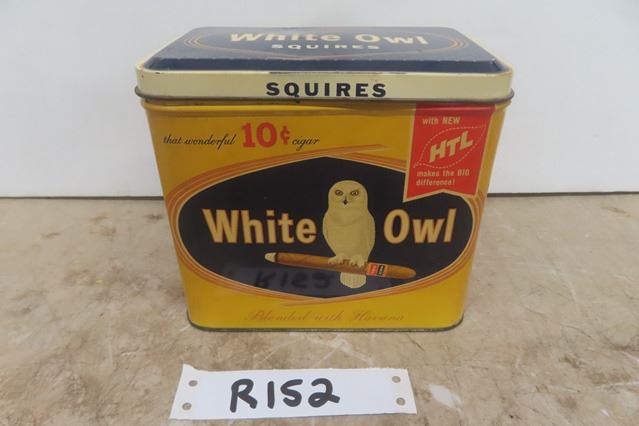 White Owl
SQUIRES
SQUIRES
that wonderful 10¢ cigar
with NEW
HTL
makes the BIG
difference!
White Owl
Blended with Havana
R152